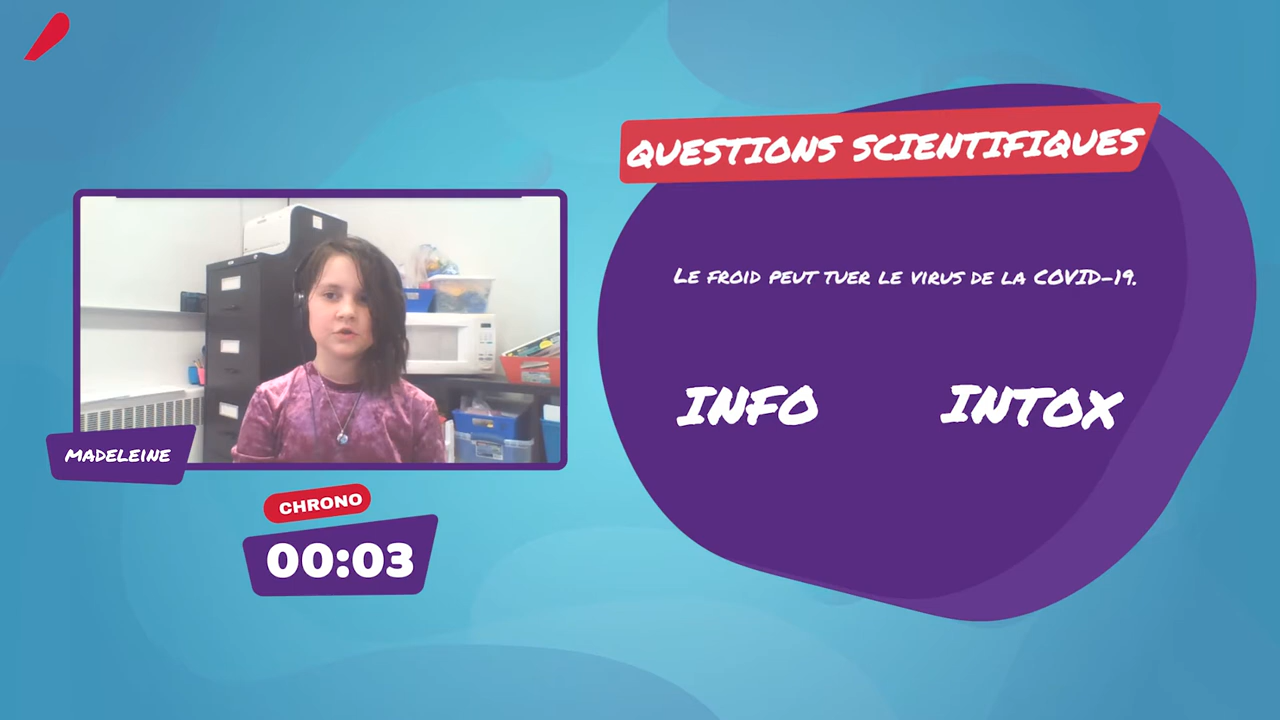 QUESTIONS SCIENTIFIQUES
LE FROID PEUT TUER LE VIRUS DE LA COVID-19.
INFO
INTOX
MADELEINE
CHRONO
00:03